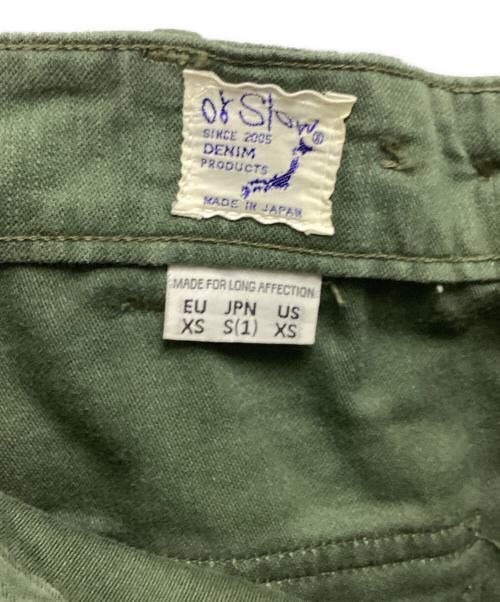 or Slow®
SINCE 2005
DENIM
PRODUCTS
MADE IN JAPAN
MADE FOR LONG AFFECTION
EU JPN US
XS S(1) XS